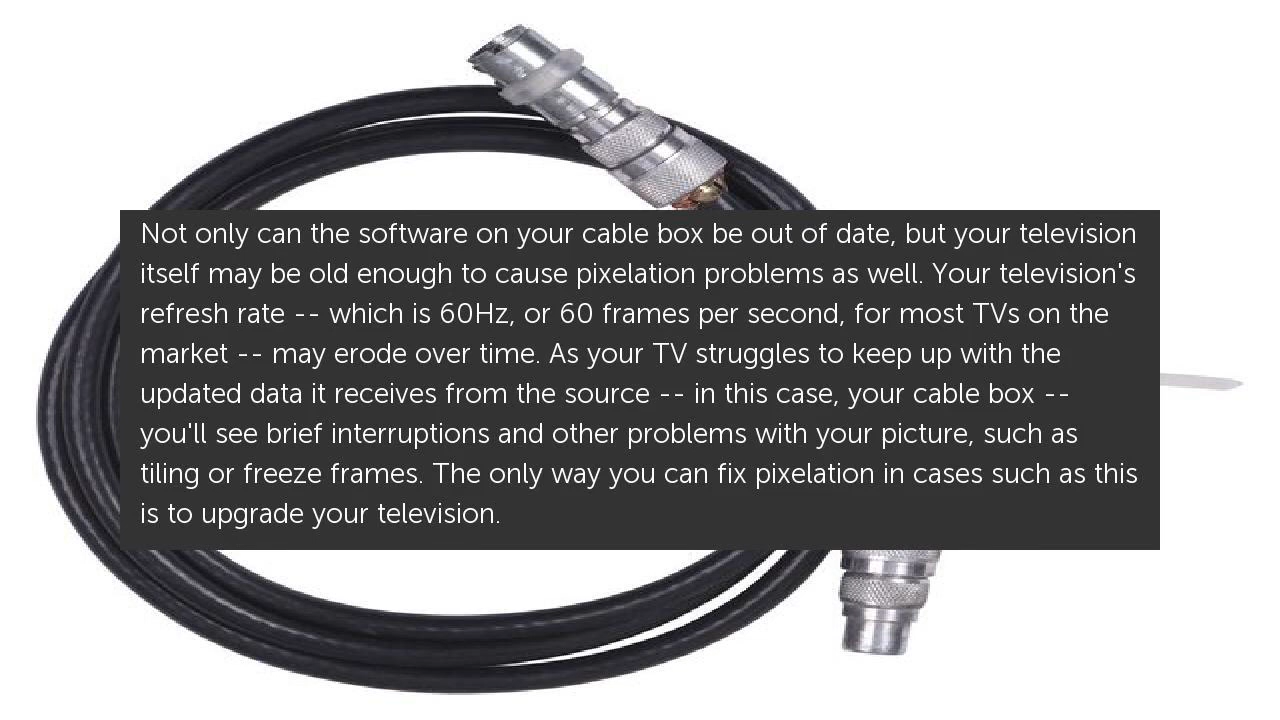 Not only can the software on your cable box be out of date, but your television
itself may be old enough to cause pixelation problems as well. Your television's
refresh rate -- which is 60Hz, or 60 frames per second, for most TVs on the
market -- may erode over time. As your TV struggles to keep up with the
updated data it receives from the source -- in this case, your cable box --
you'll see brief interruptions and other problems with your picture, such as
tiling or freeze frames. The only way you can fix pixelation in cases such as this
is to upgrade your television.